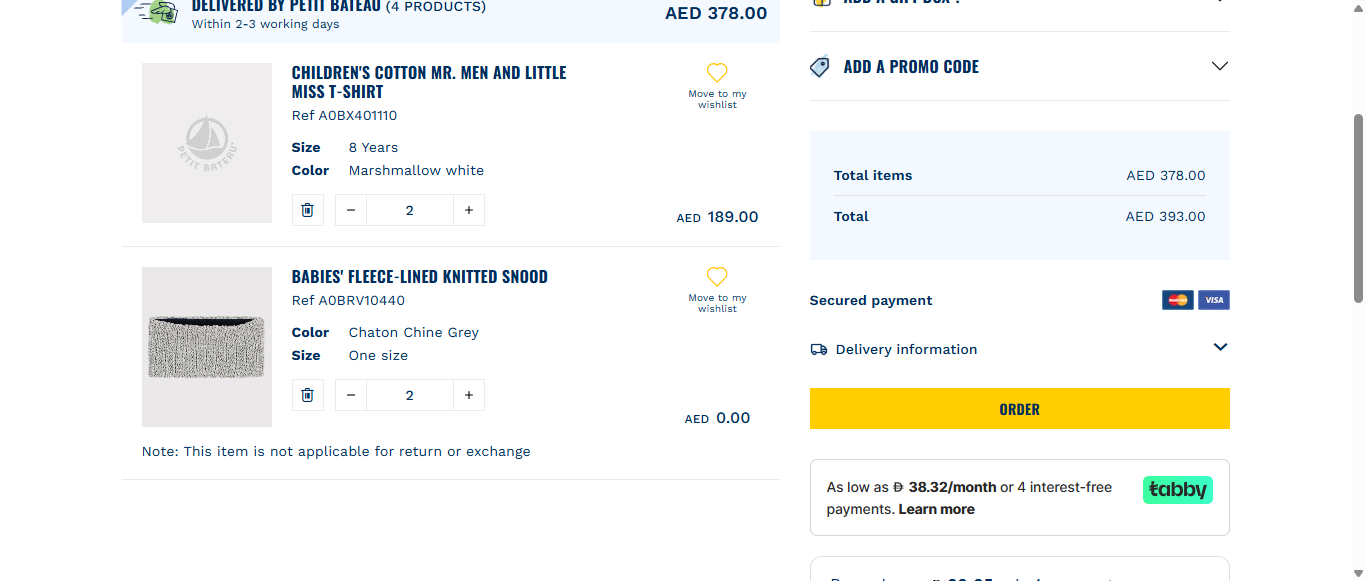 DELIVERED BY PETIT BATEAU (4 PRODUCTS)
Within 2-3 working days
AED 378.00
CHILDREN'S COTTON MR. MEN AND LITTLE
MISS T-SHIRT
Ref A0BX401110
Size 8 Years
Color Marshmallow white
2
Move to my
wishlist
AED 189.00
PETIT BATEAU
BABIES' FLEECE-LINED KNITTED SNOOD
Ref A0BRV10440
Color Chaton Chine Grey
Size One size
2
Move to my
wishlist
AED 0.00
Note: This item is not applicable for return or exchange
ADD A GIFT BOX ?
ADD A PROMO CODE
Total items AED 378.00
Total AED 393.00
Secured payment
VISA
Delivery information
ORDER
As low as 38.32/month or 4 interest-free
payments. Learn more
tabby